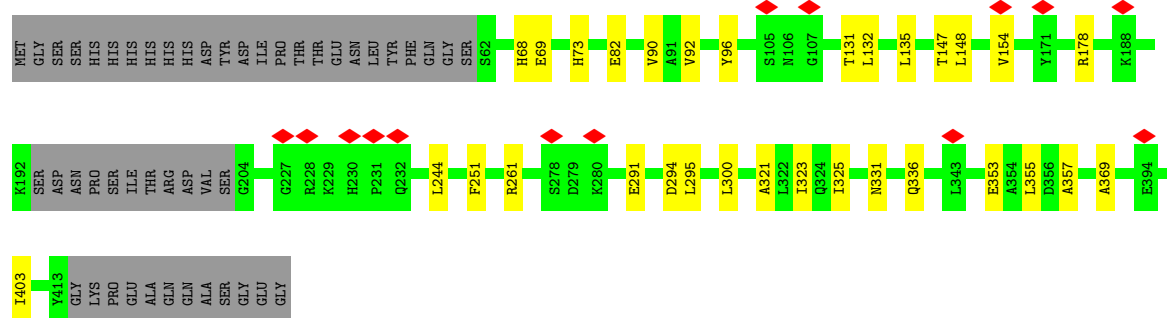 MET GLY SER SER HIS HIS HIS HIS HIS HIS ASP TYR ASP ILE PRO THR THR GLU ASN LEU TYR PHE GLN GLY SER S62 H68 E69 H73 E82 V90 A91 V92 Y96 S105 N106 G107 T131 L132 L135 T147 L148 V154 Y171 R178 K188
K192 SER ASP ASN PRO SER ILE THR ARG ASP VAL SER G204 G227 R228 K229 H230 P231 Q232 L244 F251 R261 S278 D279 K280 E291 D294 L295 L300 A321 L322 I323 Q324 I325 N331 Q336 L343 E353 A354 L355 D356 A357 A369 E394
I403 Y413 GLY LYS PRO GLU ALA GLN GLN ALA SER GLY GLU GLY